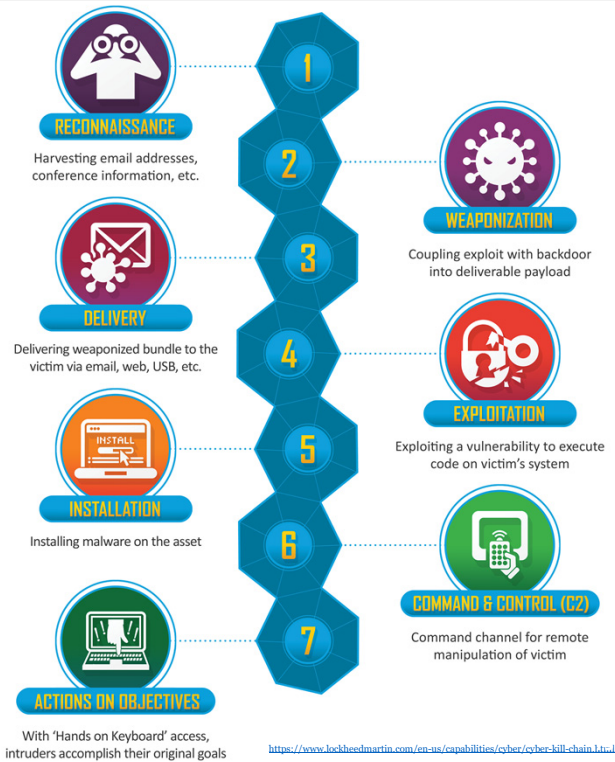 1
RECONNAISSANCE
Harvesting email addresses,
conference information, etc.
2
WEAPONIZATION
Coupling exploit with backdoor
into deliverable payload
3
DELIVERY
Delivering weaponized bundle to the
victim via email, web, USB, etc.
4
EXPLOITATION
Exploiting a vulnerability to execute
code on victim's system
5
INSTALL
INSTALLATION
Installing malware on the asset
6
COMMAND & CONTROL (C2)
Command channel for remote
manipulation of victim
7
ACTIONS ON OBJECTIVES
With 'Hands on Keyboard' access,
intruders accomplish their original goals